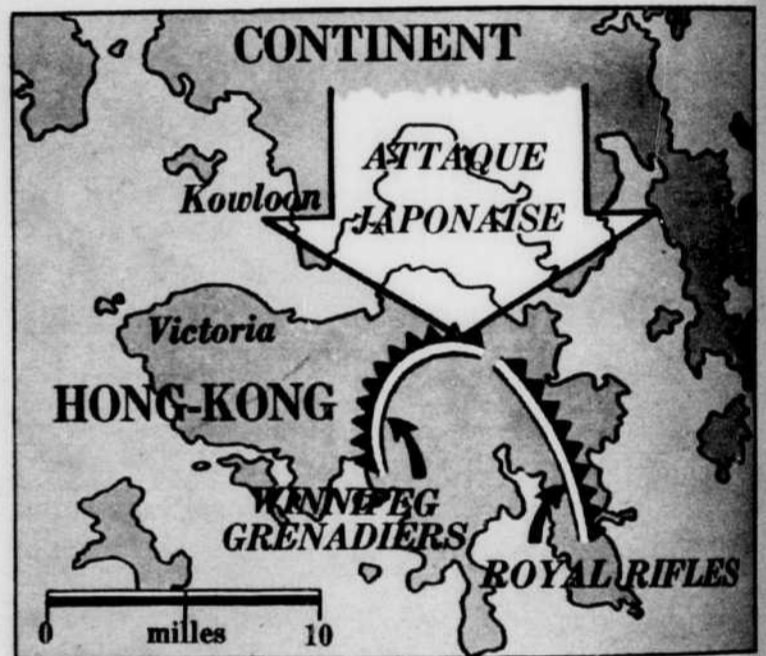 CONTINENT
ATTAQUE
JAPONAISE
Kowloon
Victoria
HONG-KONG
WINNIPEG
GRENADIERS
ROYAL RIFLES
0 milles 10